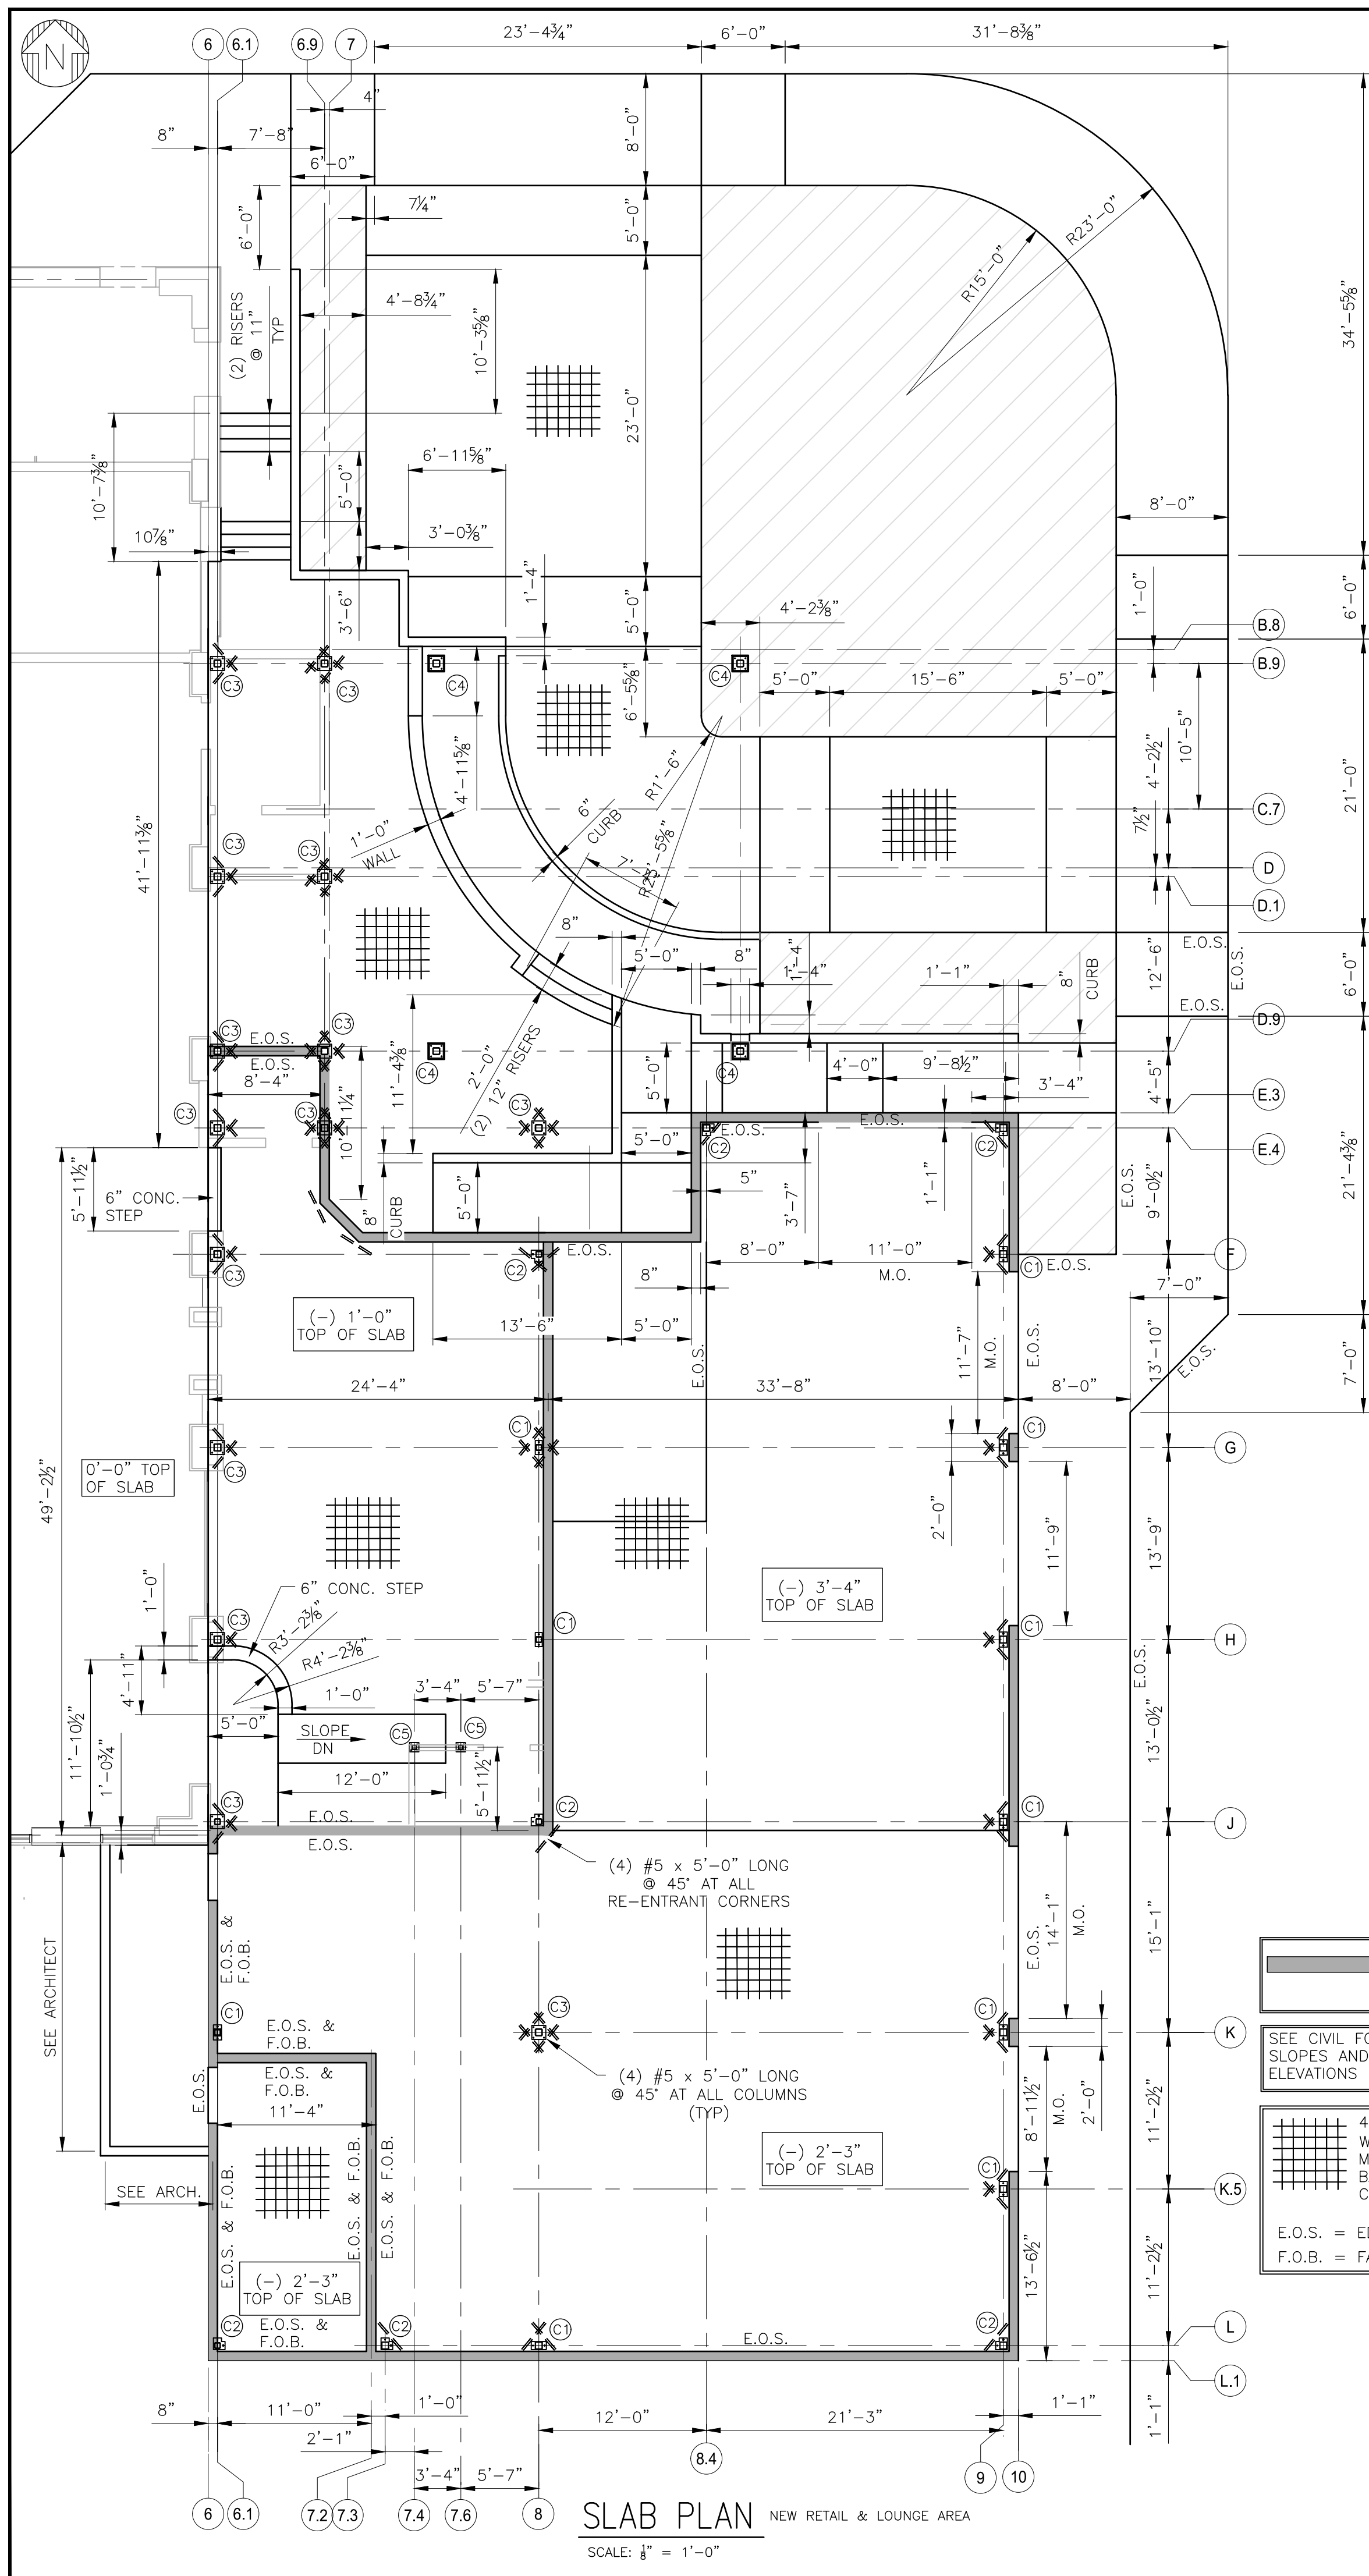 N
6
6.1
6.9
7
23'-4¾"
6'-0"
31'-8⅜"
4"
8"
7'-8"
6'-0"
8'-0"
6'-0"
7¼"
5'-0"
R15'-0"
R23'-0"
34'-5⅝"
(2) RISERS
@ 11"
TYP
4'-8¾"
10'-3⅝"
23'-0"
10'-7⅜"
6'-11⅝"
5'-0"
8'-0"
10⅞"
3'-0⅜"
1'-4"
3'-6"
5'-0"
4'-2⅜"
1'-0"
6'-0"
B.8
B.9
C3
C3
C4
C4
6'-5⅝"
5'-0"
15'-6"
5'-0"
10'-5"
4'-2½"
21'-0"
4'-11⅝"
R1'-6"
6"
CURB
1'-0"
WALL
R25'-5⅝"
7½"
C.7
D
D.1
41'-11⅜"
C3
C3
8"
5'-0"
8"
1'-4"
1'-1"
8"
CURB
12'-6"
E.O.S.
E.O.S.
E.O.S.
6'-0"
D.9
C3
E.O.S.
E.O.S.
C3
8'-4"
C4
C4
11'-4⅜"
2'-0"
(2) 12" RISERS
5'-0"
4'-0"
9'-8½"
3'-4"
4'-5"
E.3
E.4
C3
C3
C3
10'-11¼"
5'-0"
C2
E.O.S.
E.O.S.
C2
1'-1"
5"
3'-7"
9'-0½"
21'-4⅜"
E.O.S.
E.O.S.
5'-11½"
6" CONC.
STEP
8"
CURB
5'-0"
E.O.S.
C2
C3
8'-0"
11'-0"
M.O.
C1
E.O.S.
F
7'-0"
8"
(-) 1'-0"
TOP OF SLAB
13'-6"
5'-0"
E.O.S.
11'-7"
M.O.
E.O.S.
13'-10"
E.O.S.
7'-0"
24'-4"
33'-8"
8'-0"
C1
C1
C3
G
49'-2½"
0'-0" TOP
OF SLAB
2'-0"
11'-9"
13'-9"
(-) 3'-4"
TOP OF SLAB
1'-0"
6" CONC. STEP
C3
C1
C1
H
R3'-2⅜"
R4'-2⅜"
4'-11"
1'-0"
5'-0"
3'-4"
5'-7"
E.O.S.
11'-10½"
1'-0¾"
SLOPE
DN
C5
C5
5'-11½"
13'-0½"
12'-0"
C3
E.O.S.
E.O.S.
C2
C1
J
(4) #5 x 5'-0" LONG
@ 45° AT ALL
RE-ENTRANT CORNERS
E.O.S. &
F.O.B.
E.O.S.
14'-1"
M.O.
15'-1"
SEE ARCHITECT
C1
E.O.S. &
F.O.B.
E.O.S. &
F.O.B.
C3
C1
K
SEE CIVIL FO
SLOPES AND
ELEVATIONS
E.O.S.
11'-4"
(4) #5 x 5'-0" LONG
@ 45° AT ALL COLUMNS
(TYP)
8'-11½"
M.O.
2'-0"
11'-2½"
SEE ARCH.
E.O.S. & F.O.B.
E.O.S. & F.O.B.
E.O.S. & F.O.B.
(-) 2'-3"
TOP OF SLAB
C1
K.5
4
W
M
B
C
E.O.S. = E
F.O.B. = FA
(-) 2'-3"
TOP OF SLAB
E.O.S. &
F.O.B.
C2
C2
C1
E.O.S.
C2
13'-6½"
11'-2½"
L
L.1
8"
11'-0"
1'-0"
2'-1"
12'-0"
21'-3"
1'-1"
1'-1"
3'-4"
5'-7"
8.4
9
10
6
6.1
7.2
7.3
7.4
7.6
8
SLAB PLAN NEW RETAIL & LOUNGE AREA
SCALE: ⅛" = 1'-0"